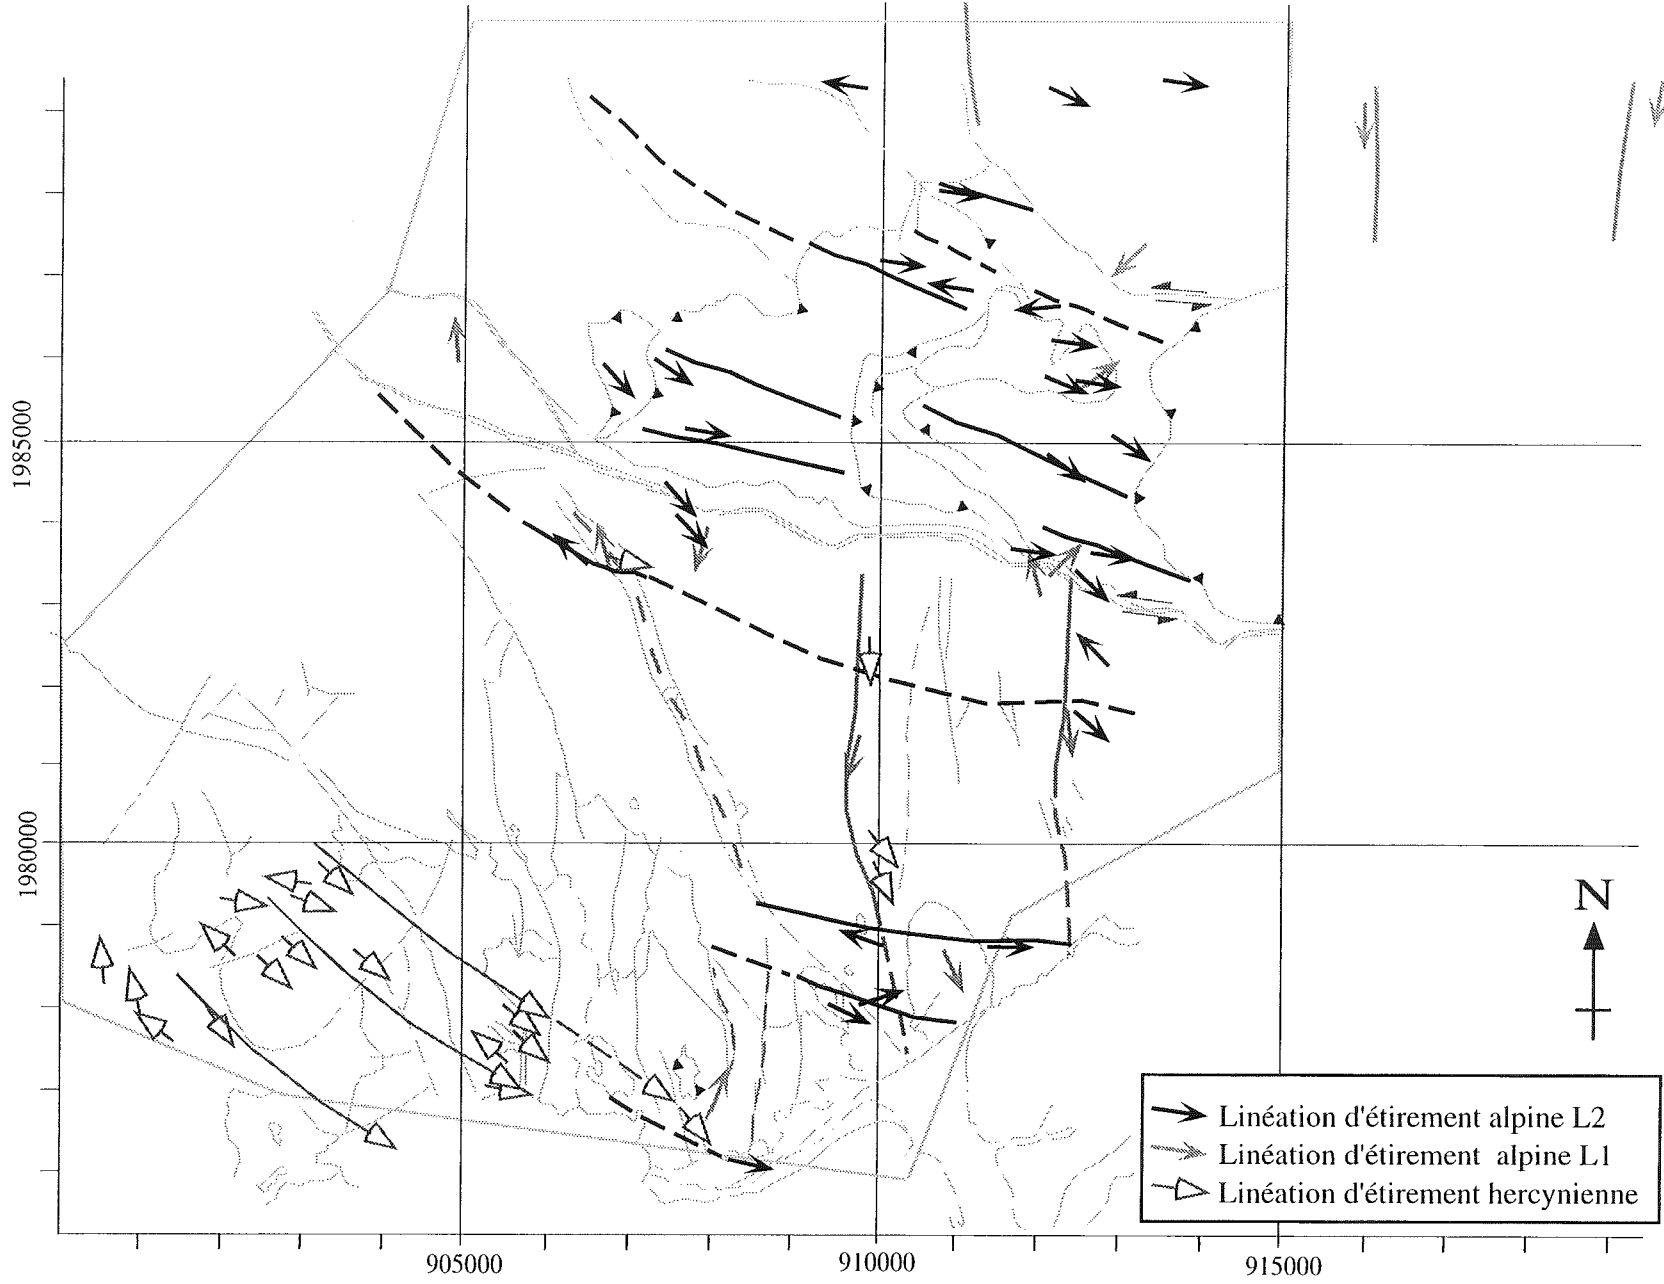 1985000
1980000
N
Linéation d'étirement alpine L2
Linéation d'étirement alpine L1
Linéation d'étirement hercynienne
905000
910000
915000